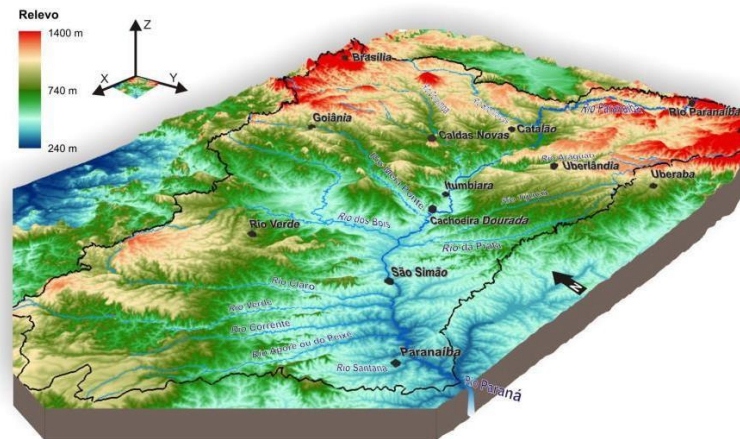 Relevo
1400 m
740 m
240 m
Z
X
Y
Brasília
Goiânia
Caldas Novas
Catalão
Rio Paranaíba
Rio Paranaíba
Rio Araguari
Uberlândia
Uberaba
Itumbiara
Rio Tijuco
Cachoeira Dourada
Rio Verde
Rio dos Bois
Rio da Prata
São Simão
N
Rio Claro
Rio Verde
Rio Corrente
Rio Aporé ou do Peixe
Paranaíba
Rio Santana
Rio Paraná